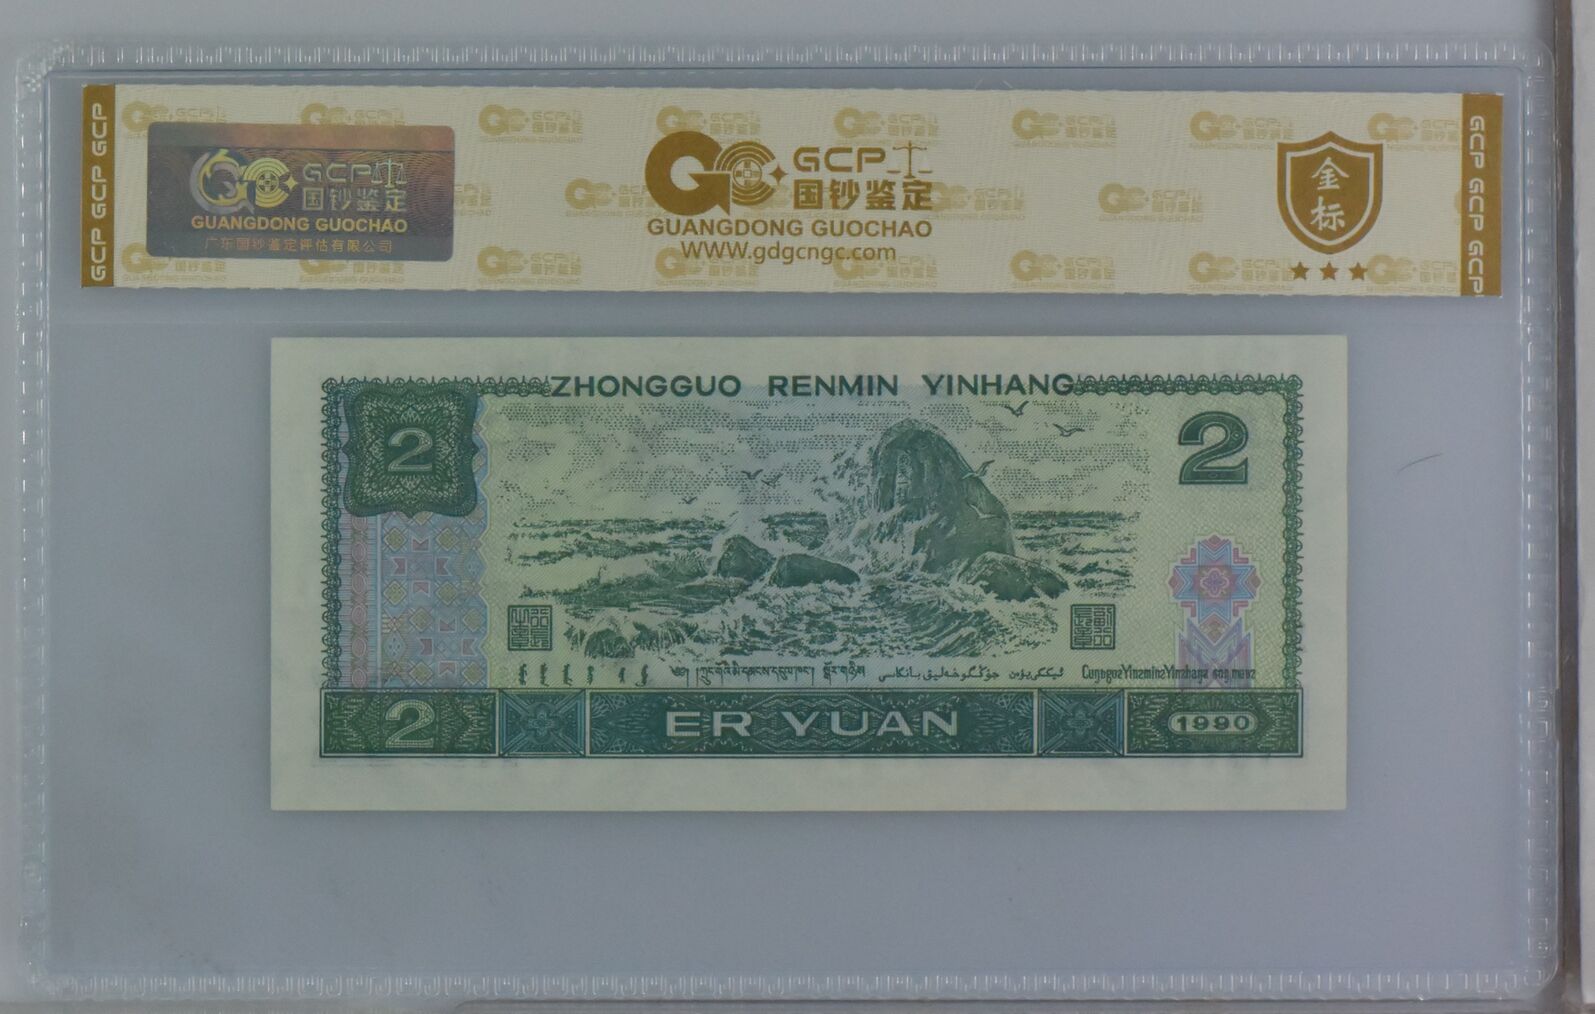 GCP GCP GCP
GCP 国钞鉴定
GUANGDONG GUOCHAO
广东国钞鉴定评估有限公司
GCP
国钞鉴定
GUANGDONG GUOCHAO
WWW.gdgcngc.com
金标
GCP GCP GCP
ZHONGGUO RENMIN YINHANG
2
2
2
ER YUAN
1990